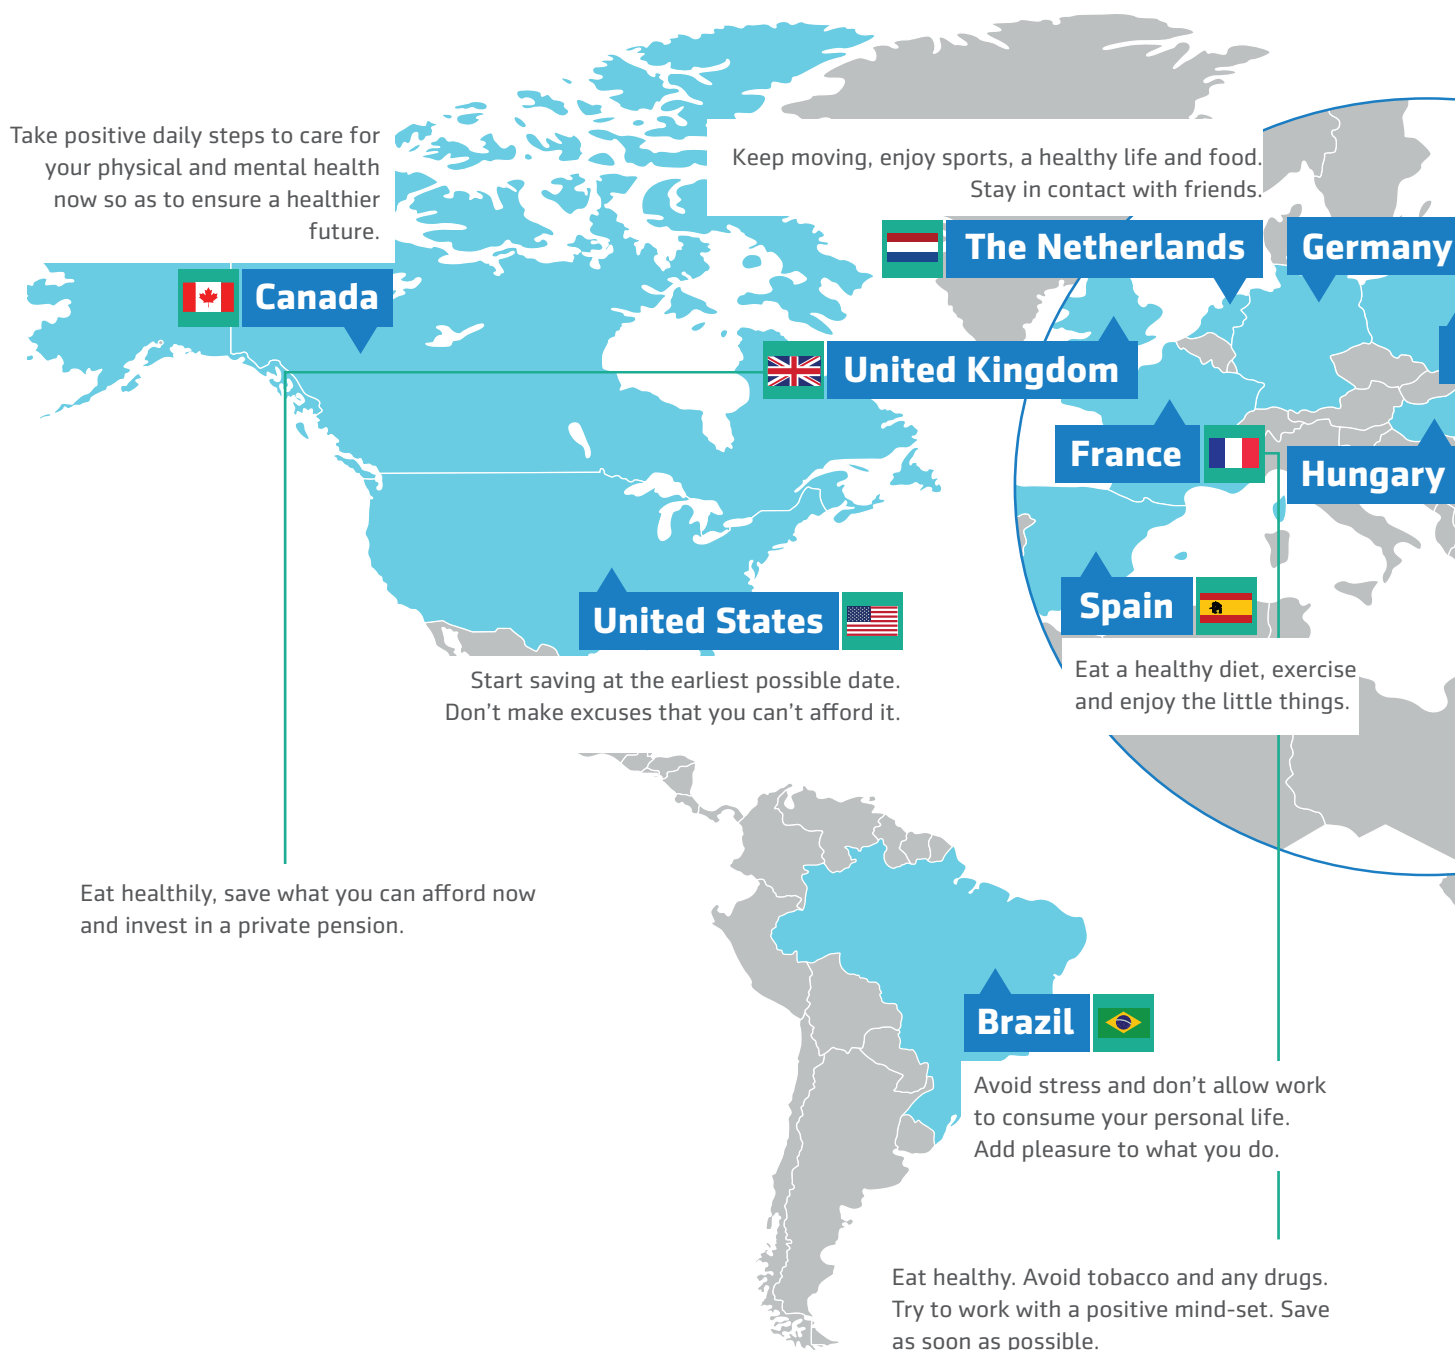 Take positive daily steps to care for
your physical and mental health
now so as to ensure a healthier
future.
Canada
Keep moving, enjoy sports, a healthy life and food.
Stay in contact with friends.
The Netherlands
Germany
United Kingdom
France
Hungary
Spain
Eat a healthy diet, exercise
and enjoy the little things.
United States
Start saving at the earliest possible date.
Don’t make excuses that you can’t afford it.
Eat healthily, save what you can afford now
and invest in a private pension.
Brazil
Avoid stress and don’t allow work
to consume your personal life.
Add pleasure to what you do.
Eat healthy. Avoid tobacco and any drugs.
Try to work with a positive mind-set. Save
as soon as possible.